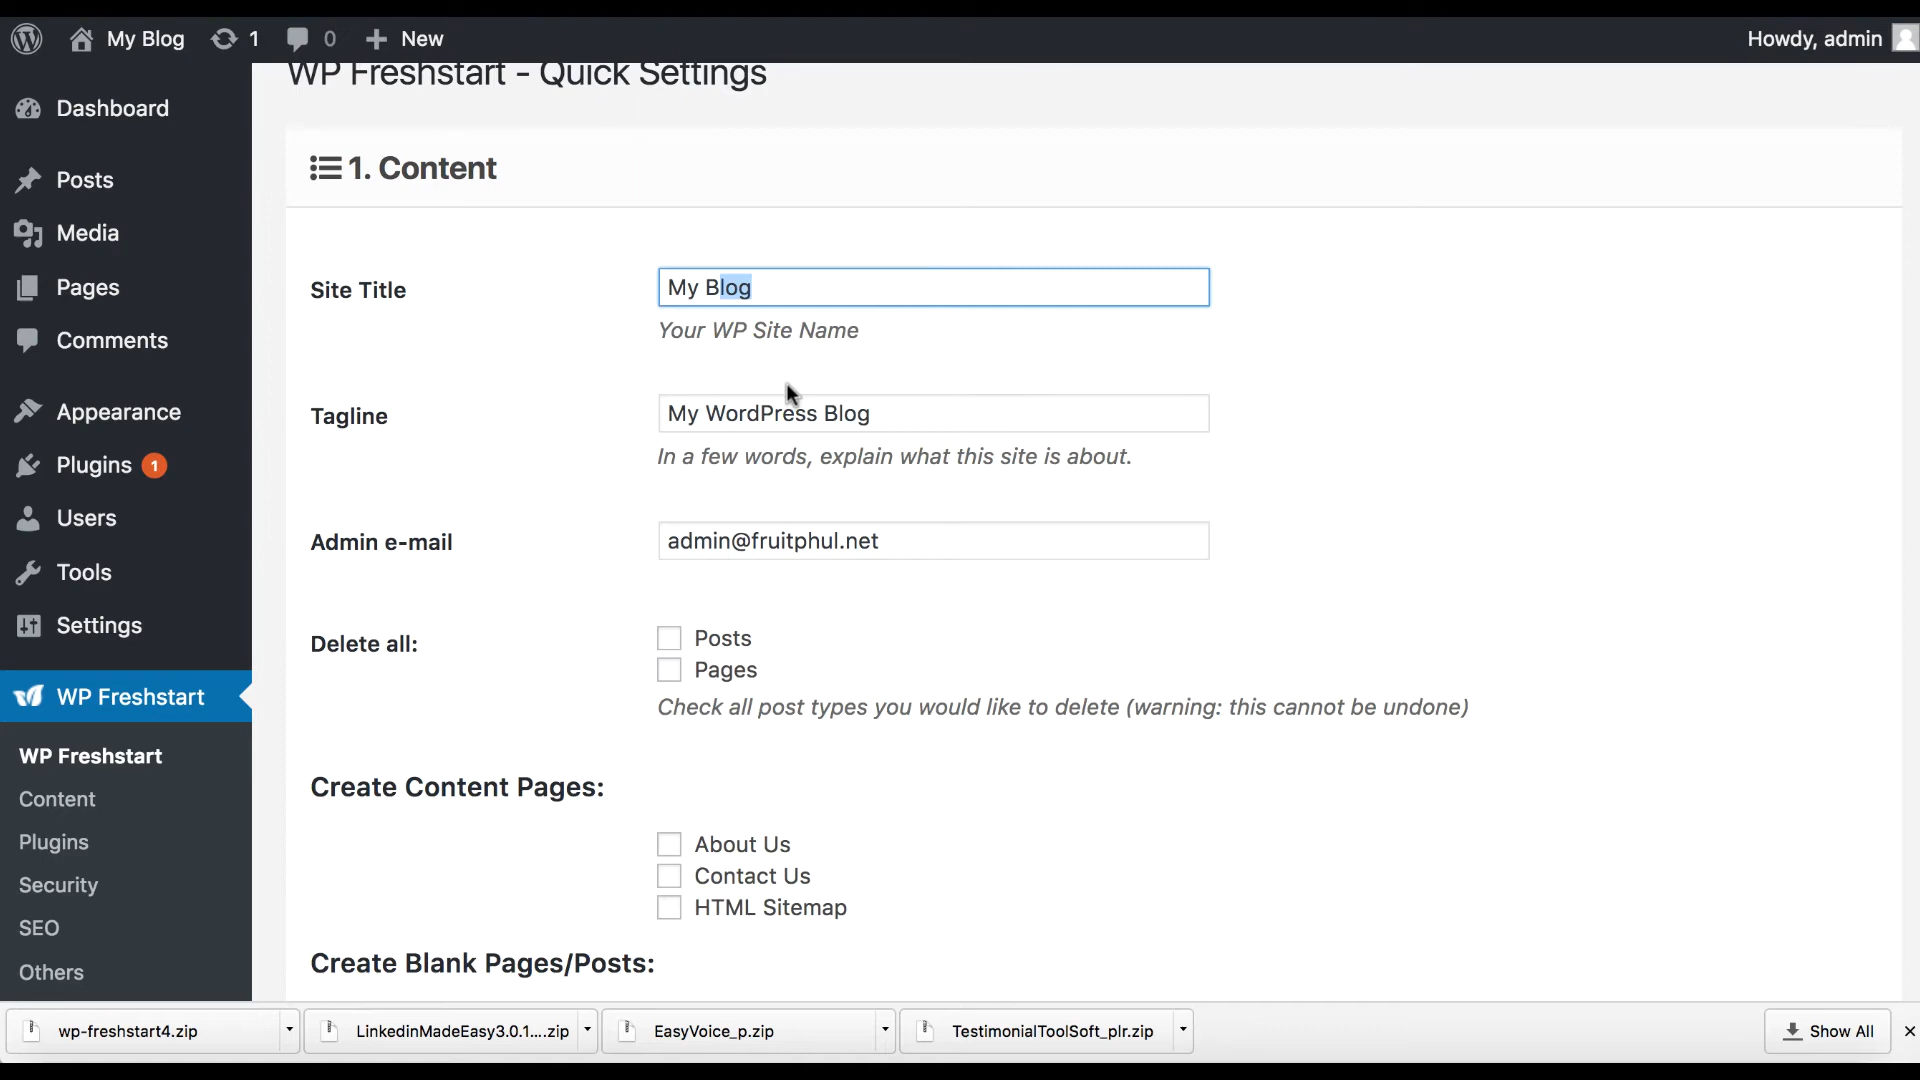 My Blog 1 0 New Howdy, admin
WP Freshstart - Quick Settings
Dashboard
Posts
Media
Pages
Comments
Appearance
Plugins 1
Users
Tools
Settings
WP Freshstart
WP Freshstart
Content
Plugins
Security
SEO
Others
1. Content
Site Title My Blog
Your WP Site Name
Tagline My WordPress Blog
In a few words, explain what this site is about.
Admin e-mail admin@fruitphul.net
Delete all: Posts
Pages
Check all post types you would like to delete (warning: this cannot be undone)
Create Content Pages:
About Us
Contact Us
HTML Sitemap
Create Blank Pages/Posts:
wp-freshstart4.zip LinkedinMadeEasy3.0.1....zip EasyVoice_p.zip TestimonialToolSoft_plr.zip Show All